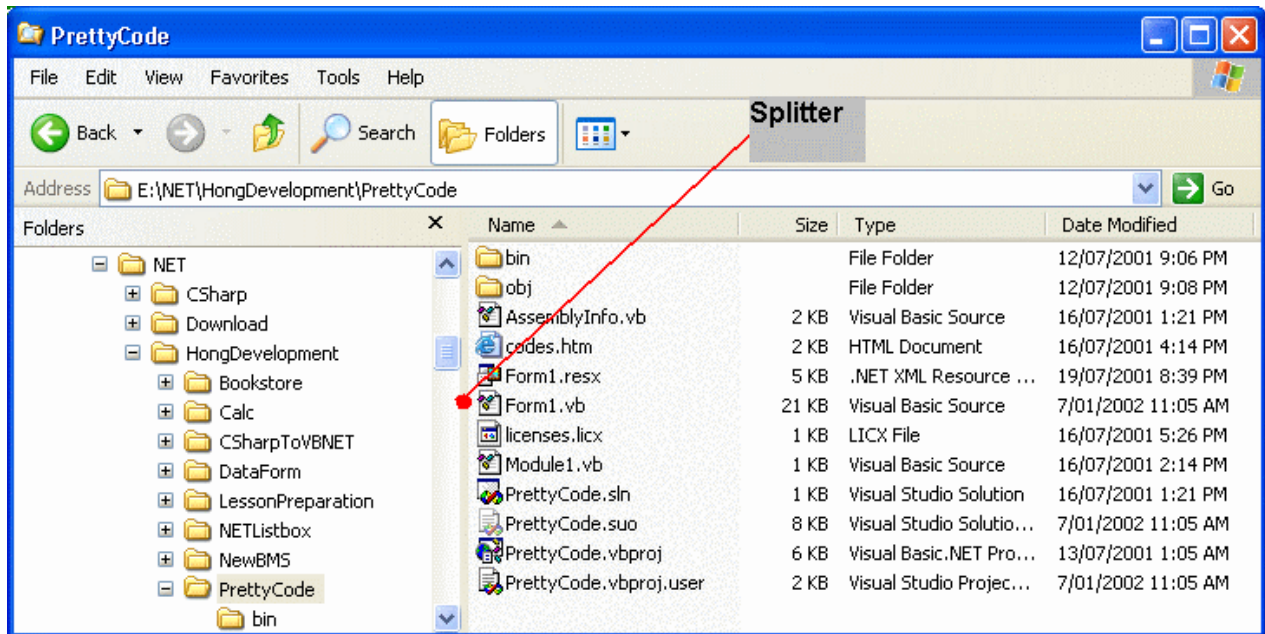 PrettyCode
File Edit View Favorites Tools Help
Back Search Folders Splitter
Address E:\NET\HongDevelopment\PrettyCode Go
Folders Name Size Type Date Modified
NET
CSharp
Download
HongDevelopment
Bookstore
Calc
CSharpToVBNET
DataForm
LessonPreparation
NETListbox
NewBMS
PrettyCode
bin
bin File Folder 12/07/2001 9:06 PM
obj File Folder 12/07/2001 9:08 PM
AssemblyInfo.vb 2 KB Visual Basic Source 16/07/2001 1:21 PM
codes.htm 2 KB HTML Document 16/07/2001 4:14 PM
Form1.resx 5 KB .NET XML Resource ... 19/07/2001 8:39 PM
Form1.vb 21 KB Visual Basic Source 7/01/2002 11:05 AM
licenses.licx 1 KB LICX File 16/07/2001 5:26 PM
Module1.vb 1 KB Visual Basic Source 16/07/2001 2:14 PM
PrettyCode.sln 1 KB Visual Studio Solution 16/07/2001 1:21 PM
PrettyCode.suo 8 KB Visual Studio Solutio... 7/01/2002 11:05 AM
PrettyCode.vbproj 6 KB Visual Basic.NET Pro... 13/07/2001 1:05 AM
PrettyCode.vbproj.user 2 KB Visual Studio Projec... 7/01/2002 11:05 AM